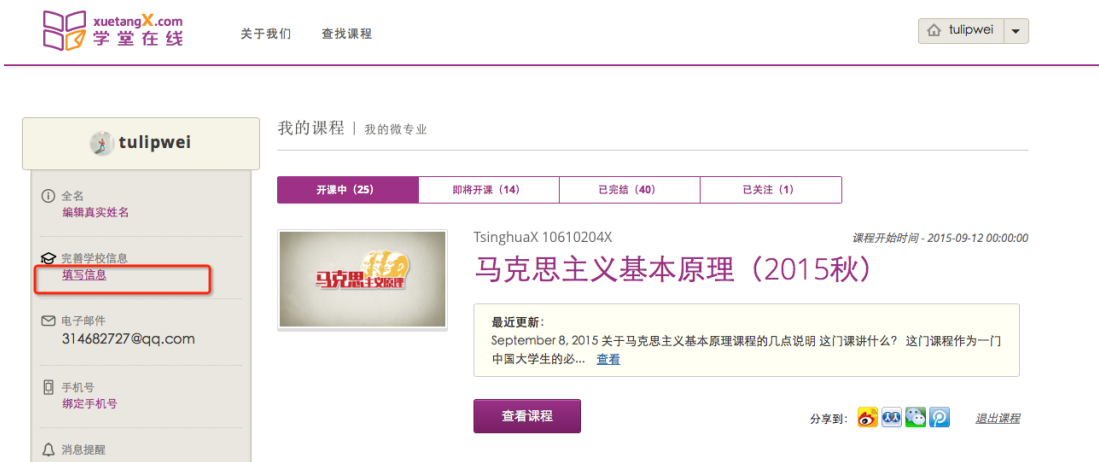 xuetangX.com
学堂在线
关于我们 查找课程
tulipwei
tulipwei
全名
编辑真实姓名
完善学校信息
填写信息
电子邮件
314682727@qq.com
手机号
绑定手机号
消息提醒
我的课程 | 我的微专业
开课中（25） 即将开课（14） 已完结（40） 已关注（1）
马克思主义原理
TsinghuaX 10610204X 课程开始时间 - 2015-09-12 00:00:00
马克思主义基本原理（2015秋）
最近更新：
September 8, 2015 关于马克思主义基本原理课程的几点说明 这门课讲什么？ 这门课程作为一门
中国大学生的必... 查看
查看课程 分享到： 退出课程